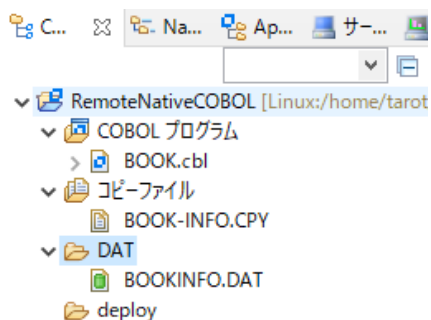 C... Na... Ap... サー...
RemoteNativeCOBOL [Linux:/home/tarot
COBOL プログラム
BOOK.cbl
コピーファイル
BOOK-INFO.CPY
DAT
BOOKINFO.DAT
deploy